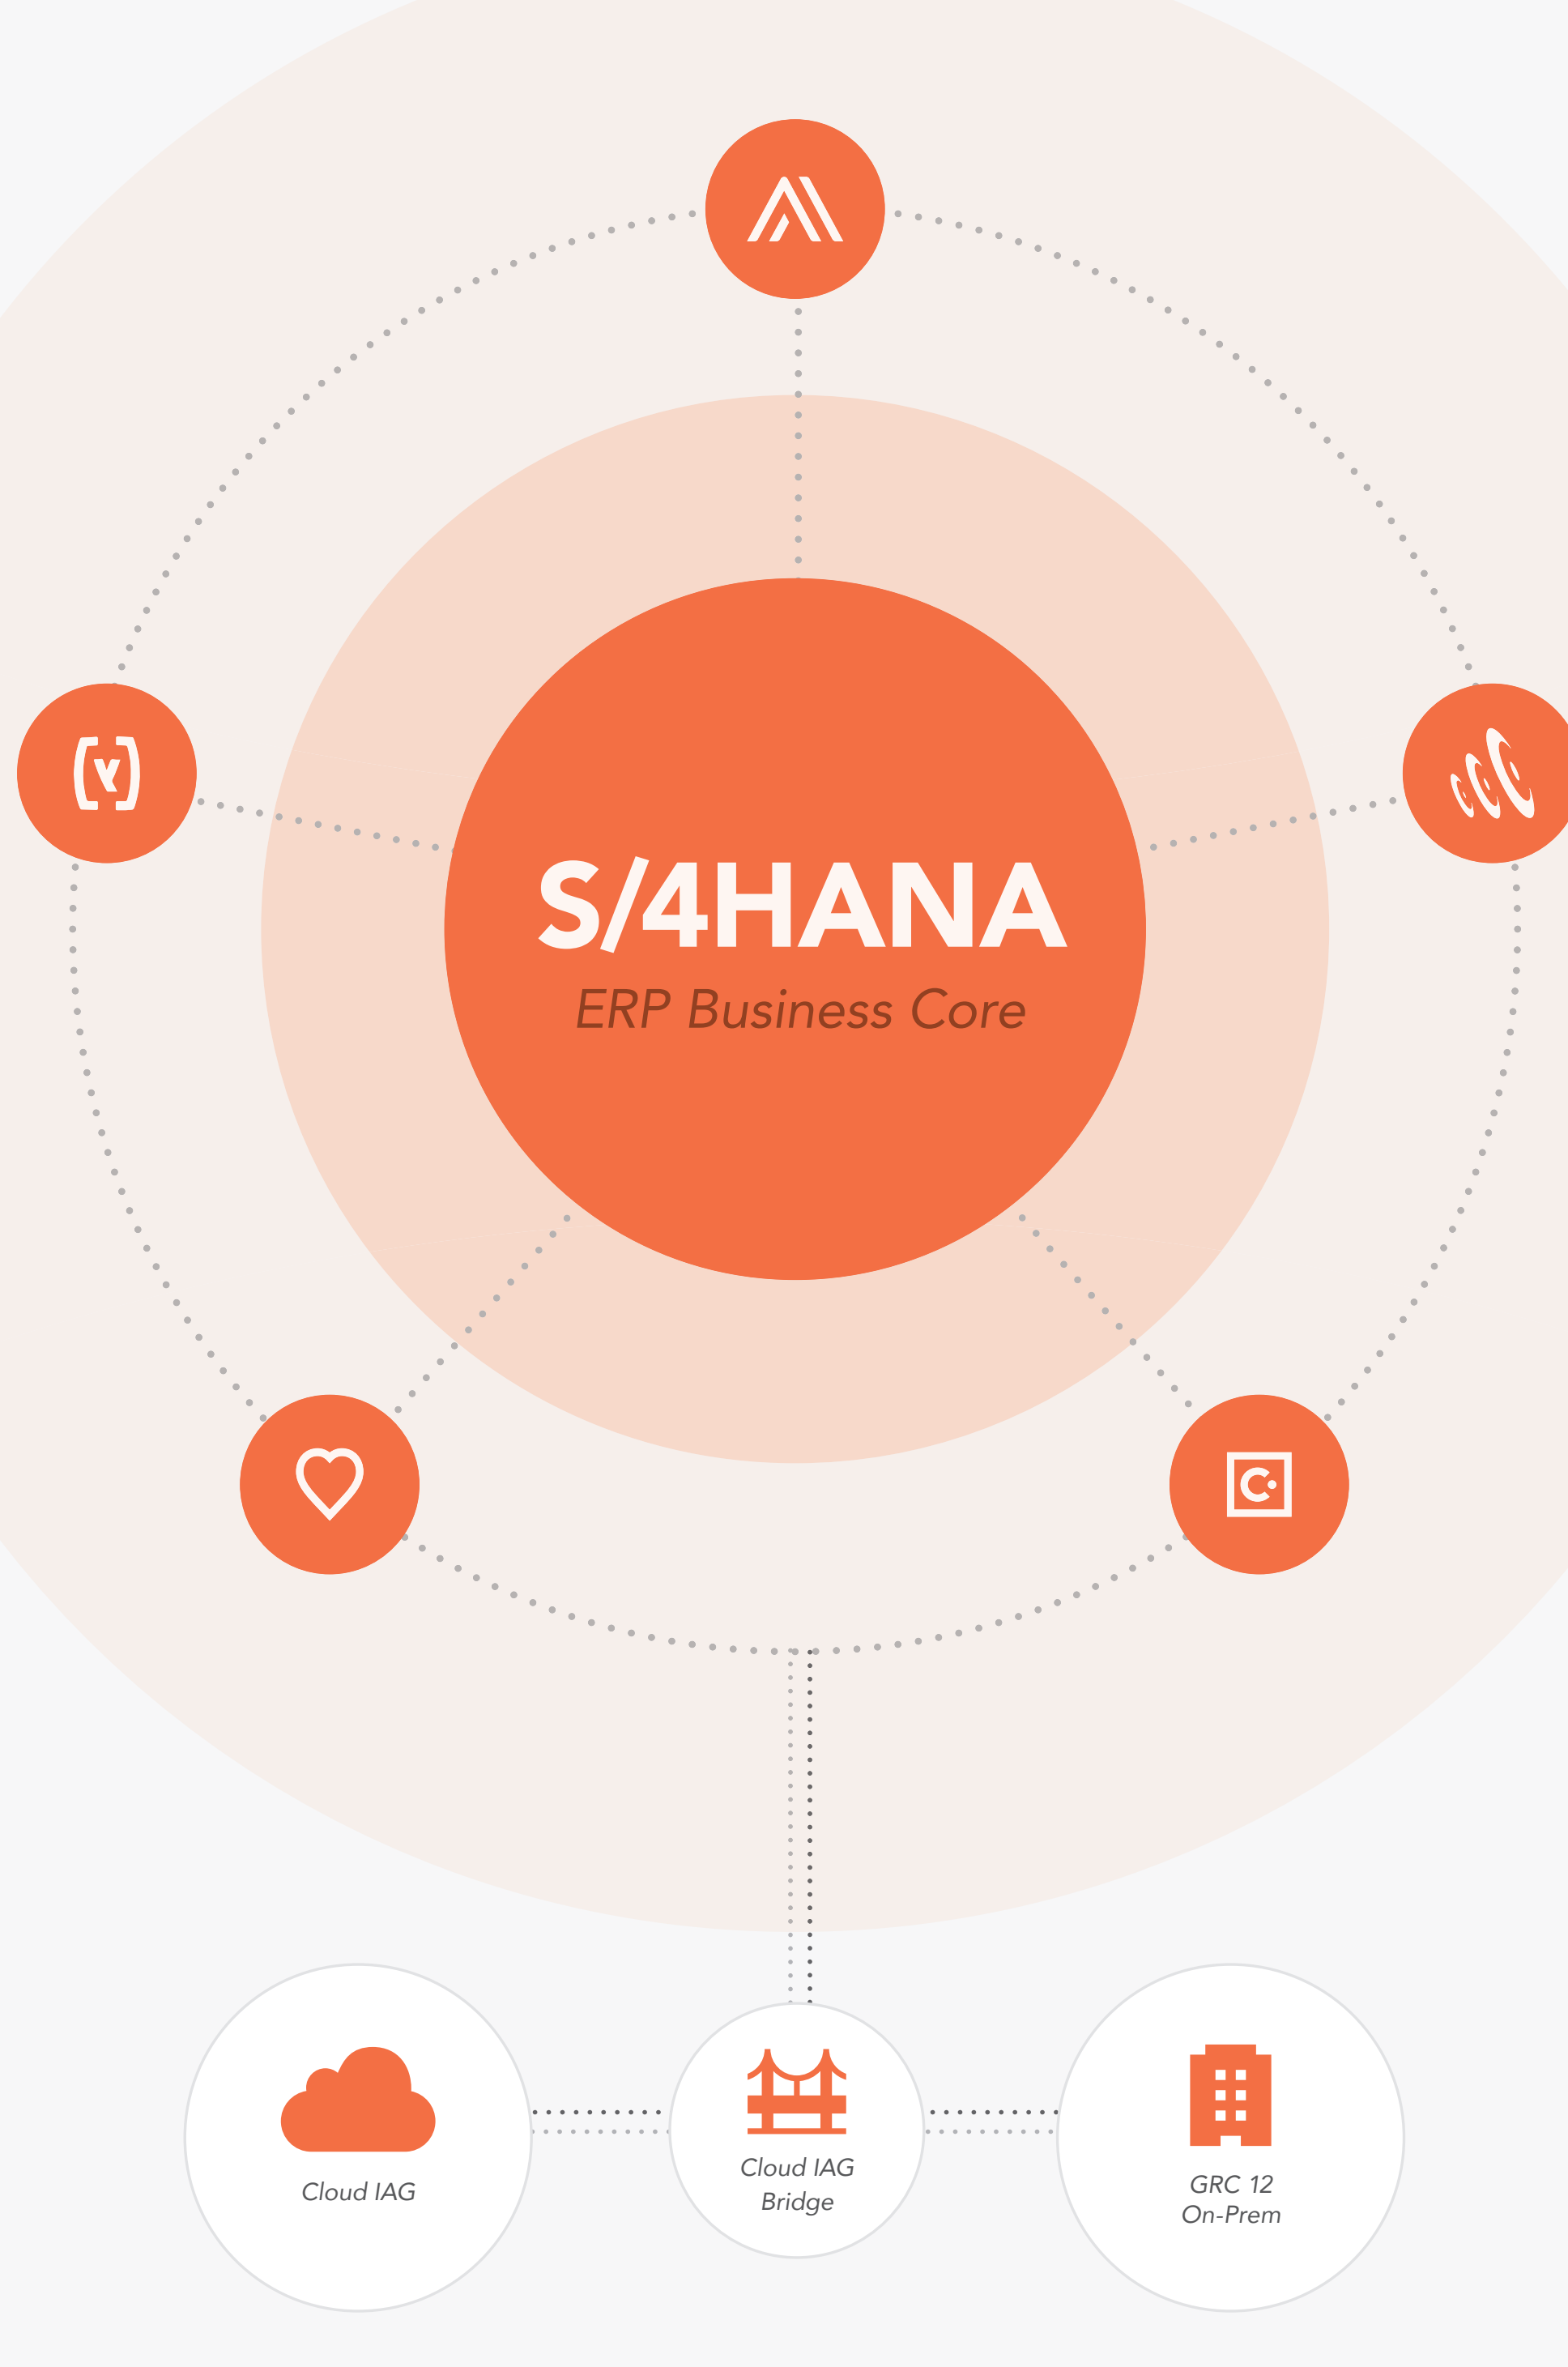 S/4HANA
ERP Business Core
Cloud IAG
Cloud IAG
Bridge
GRC 12
On-Prem